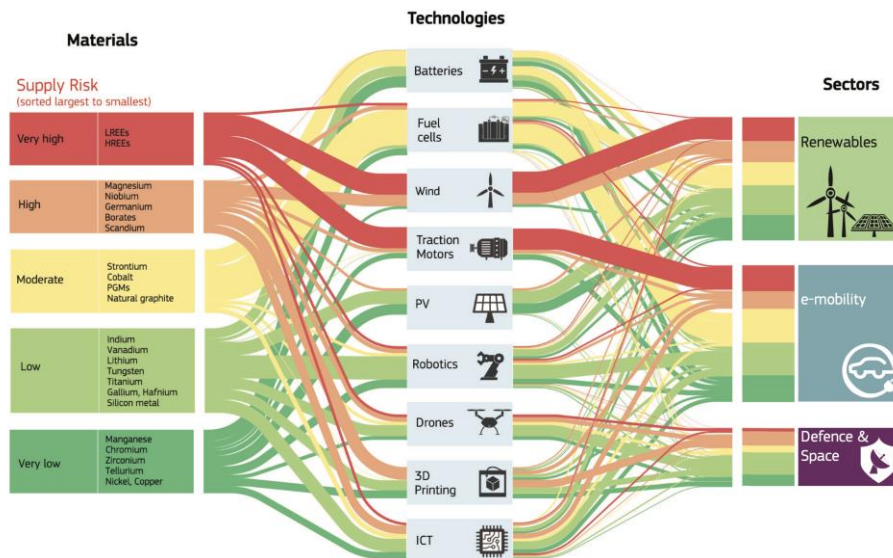 Technologies
Materials
Sectors
Supply Risk
(sorted largest to smallest)
Very high
LREEs
HREEs
High
Magnesium
Niobium
Germanium
Borates
Scandium
Moderate
Strontium
Cobalt
PGMs
Natural graphite
Low
Indium
Vanadium
Lithium
Tungsten
Titanium
Gallium, Hafnium
Silicon metal
Very low
Manganese
Chromium
Zirconium
Tellurium
Nickel, Copper
Batteries
Fuel
cells
Wind
Traction
Motors
PV
Robotics
Drones
3D
Printing
ICT
Renewables
e-mobility
Defence &
Space